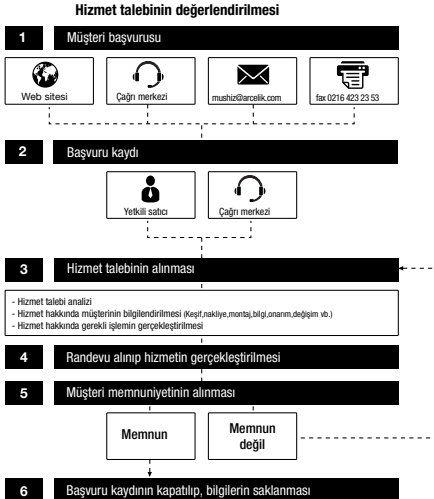 Hizmet talebinin değerlendirilmesi
1 Müşteri başvurusu
Web sitesi
Çağrı merkezi
mushiz@arcelik.com
fax 0216 423 23 53
2 Başvuru kaydı
Yetkili satıcı
Çağrı merkezi
3 Hizmet talebinin alınması
- Hizmet talebi analizi
- Hizmet hakkında müşterinin bilgilendirilmesi (Keşif,nakliye,montaj,bilgi,onarım,değişim vb.)
- Hizmet hakkında gerekli işlemin gerçekleştirilmesi
4 Randevu alınıp hizmetin gerçekleştirilmesi
5 Müşteri memnuniyetinin alınması
Memnun
Memnun
değil
6 Başvuru kaydının kapatılıp, bilgilerin saklanması